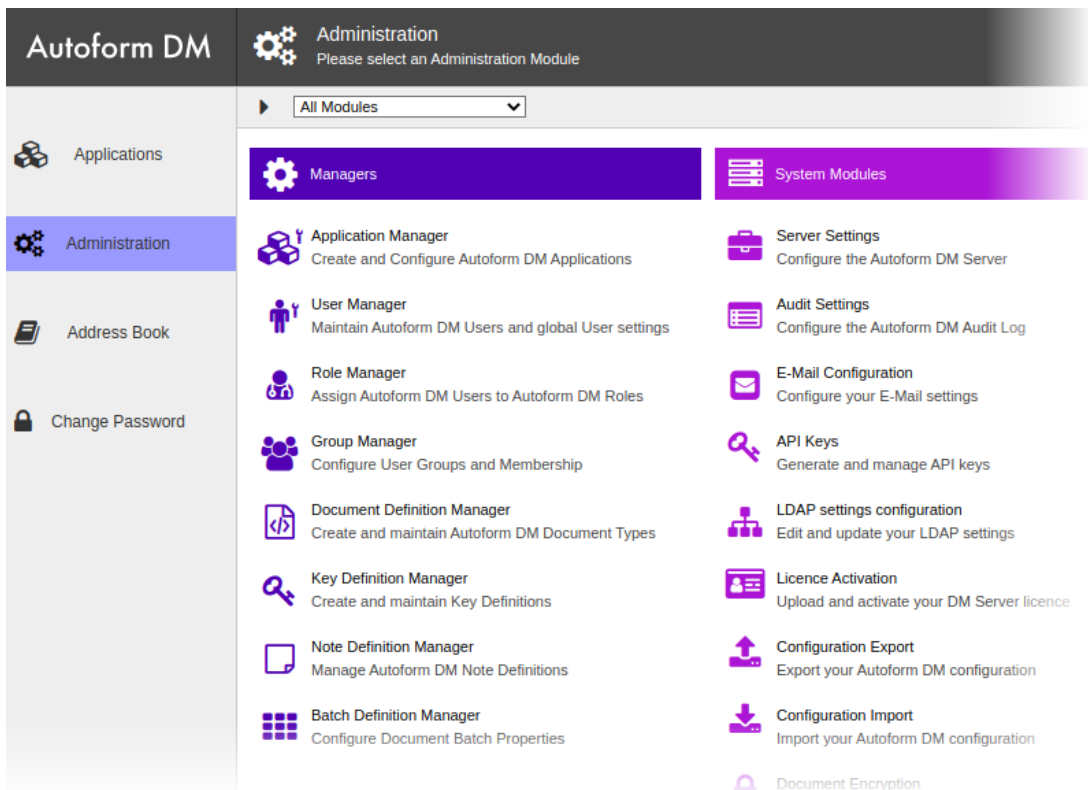 Autoform DM
Administration
Please select an Administration Module
All Modules
Applications
Administration
Address Book
Change Password
Managers
Application Manager
Create and Configure Autoform DM Applications
User Manager
Maintain Autoform DM Users and global User settings
Role Manager
Assign Autoform DM Users to Autoform DM Roles
Group Manager
Configure User Groups and Membership
Document Definition Manager
Create and maintain Autoform DM Document Types
Key Definition Manager
Create and maintain Key Definitions
Note Definition Manager
Manage Autoform DM Note Definitions
Batch Definition Manager
Configure Document Batch Properties
System Modules
Server Settings
Configure the Autoform DM Server
Audit Settings
Configure the Autoform DM Audit Log
E-Mail Configuration
Configure your E-Mail settings
API Keys
Generate and manage API keys
LDAP settings configuration
Edit and update your LDAP settings
Licence Activation
Upload and activate your DM Server licence
Configuration Export
Export your Autoform DM configuration
Configuration Import
Import your Autoform DM configuration
Document Encryption